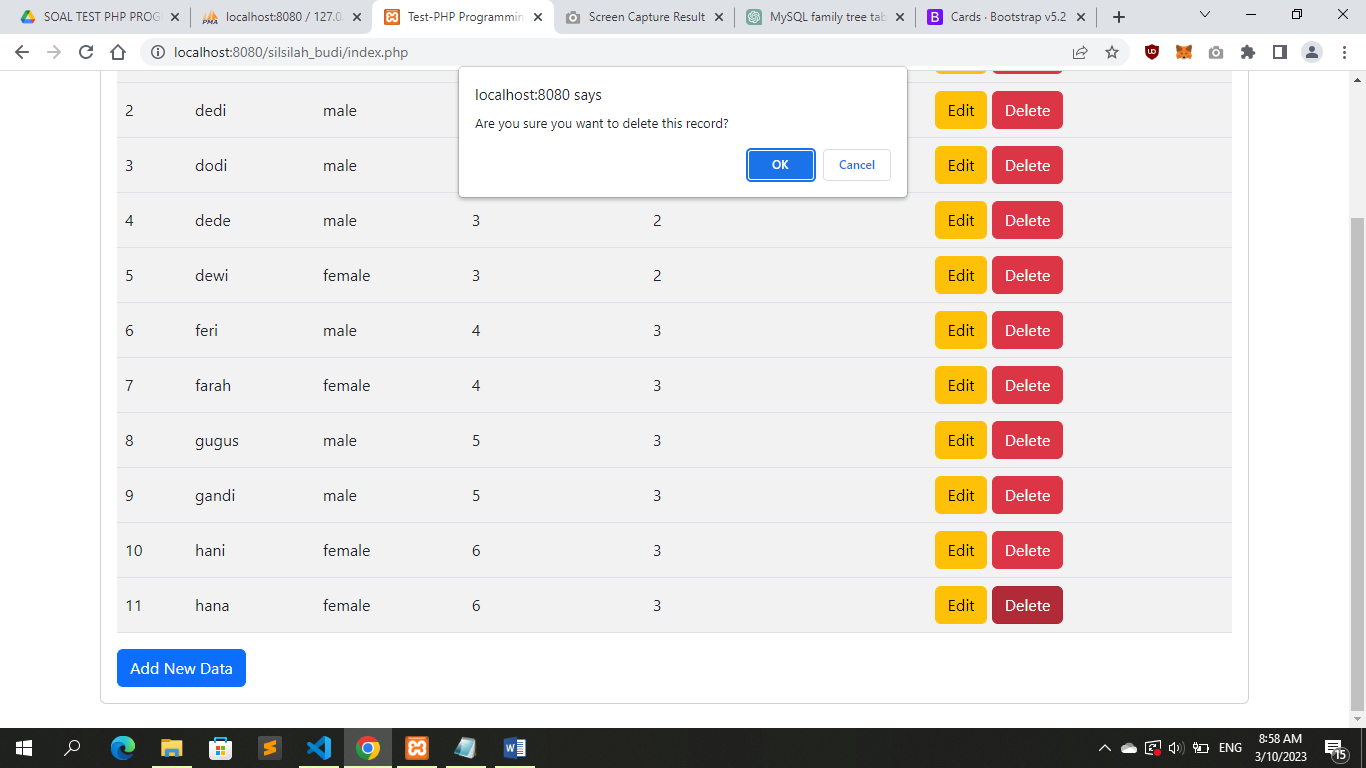 SOAL TEST PHP PROG
localhost:8080 / 127.0.
Test-PHP Programmin
Screen Capture Result
MySQL family tree tab
Cards · Bootstrap v5.2
localhost:8080/silsilah_budi/index.php
localhost:8080 says
Are you sure you want to delete this record?
OK Cancel
2 dedi male Edit Delete
3 dodi male Edit Delete
4 dede male 3 2 Edit Delete
5 dewi female 3 2 Edit Delete
6 feri male 4 3 Edit Delete
7 farah female 4 3 Edit Delete
8 gugus male 5 3 Edit Delete
9 gandi male 5 3 Edit Delete
10 hani female 6 3 Edit Delete
11 hana female 6 3 Edit Delete
Add New Data
ENG
8:58 AM
3/10/2023
15